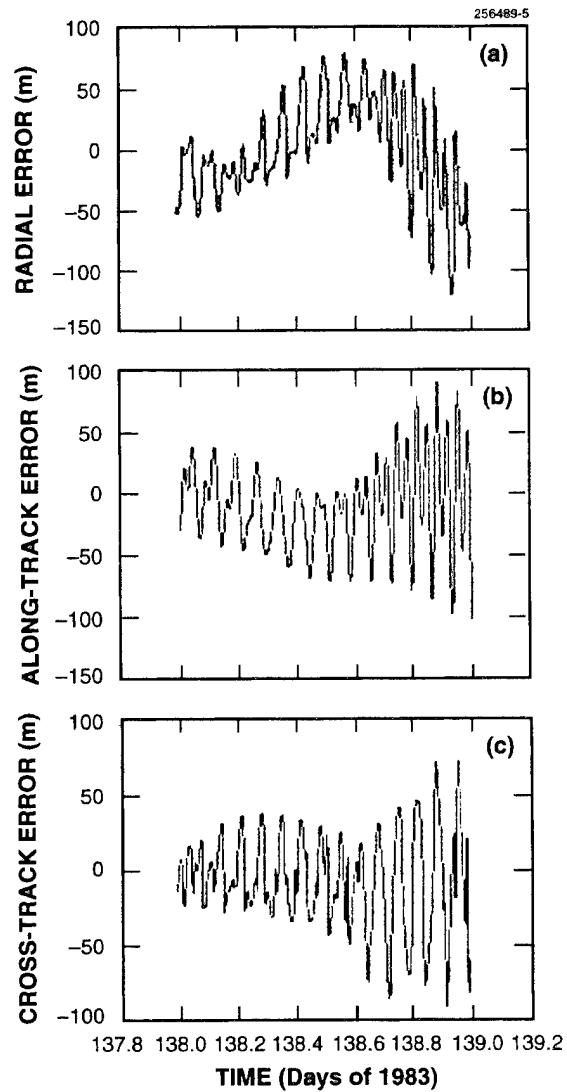 256489-5
(a)
RADIAL ERROR (m)
100
50
0
−50
−100
−150
(b)
ALONG-TRACK ERROR (m)
100
50
0
−50
−100
−150
(c)
CROSS-TRACK ERROR (m)
100
50
0
−50
−100
137.8 138.0 138.2 138.4 138.6 138.8 139.0 139.2
TIME (Days of 1983)